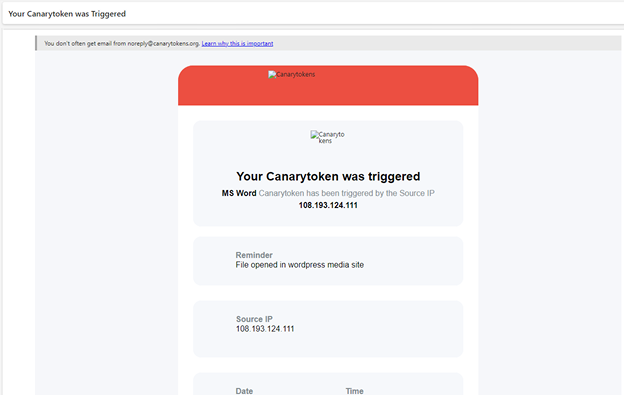 Your Canarytoken was Triggered
You don't often get email from noreply@canarytokens.org. Learn why this is important
Canarytokens
Canaryto
kens
Your Canarytoken was triggered
MS Word Canarytoken has been triggered by the Source IP
108.193.124.111
Reminder
File opened in wordpress media site
Source IP
108.193.124.111
Date Time